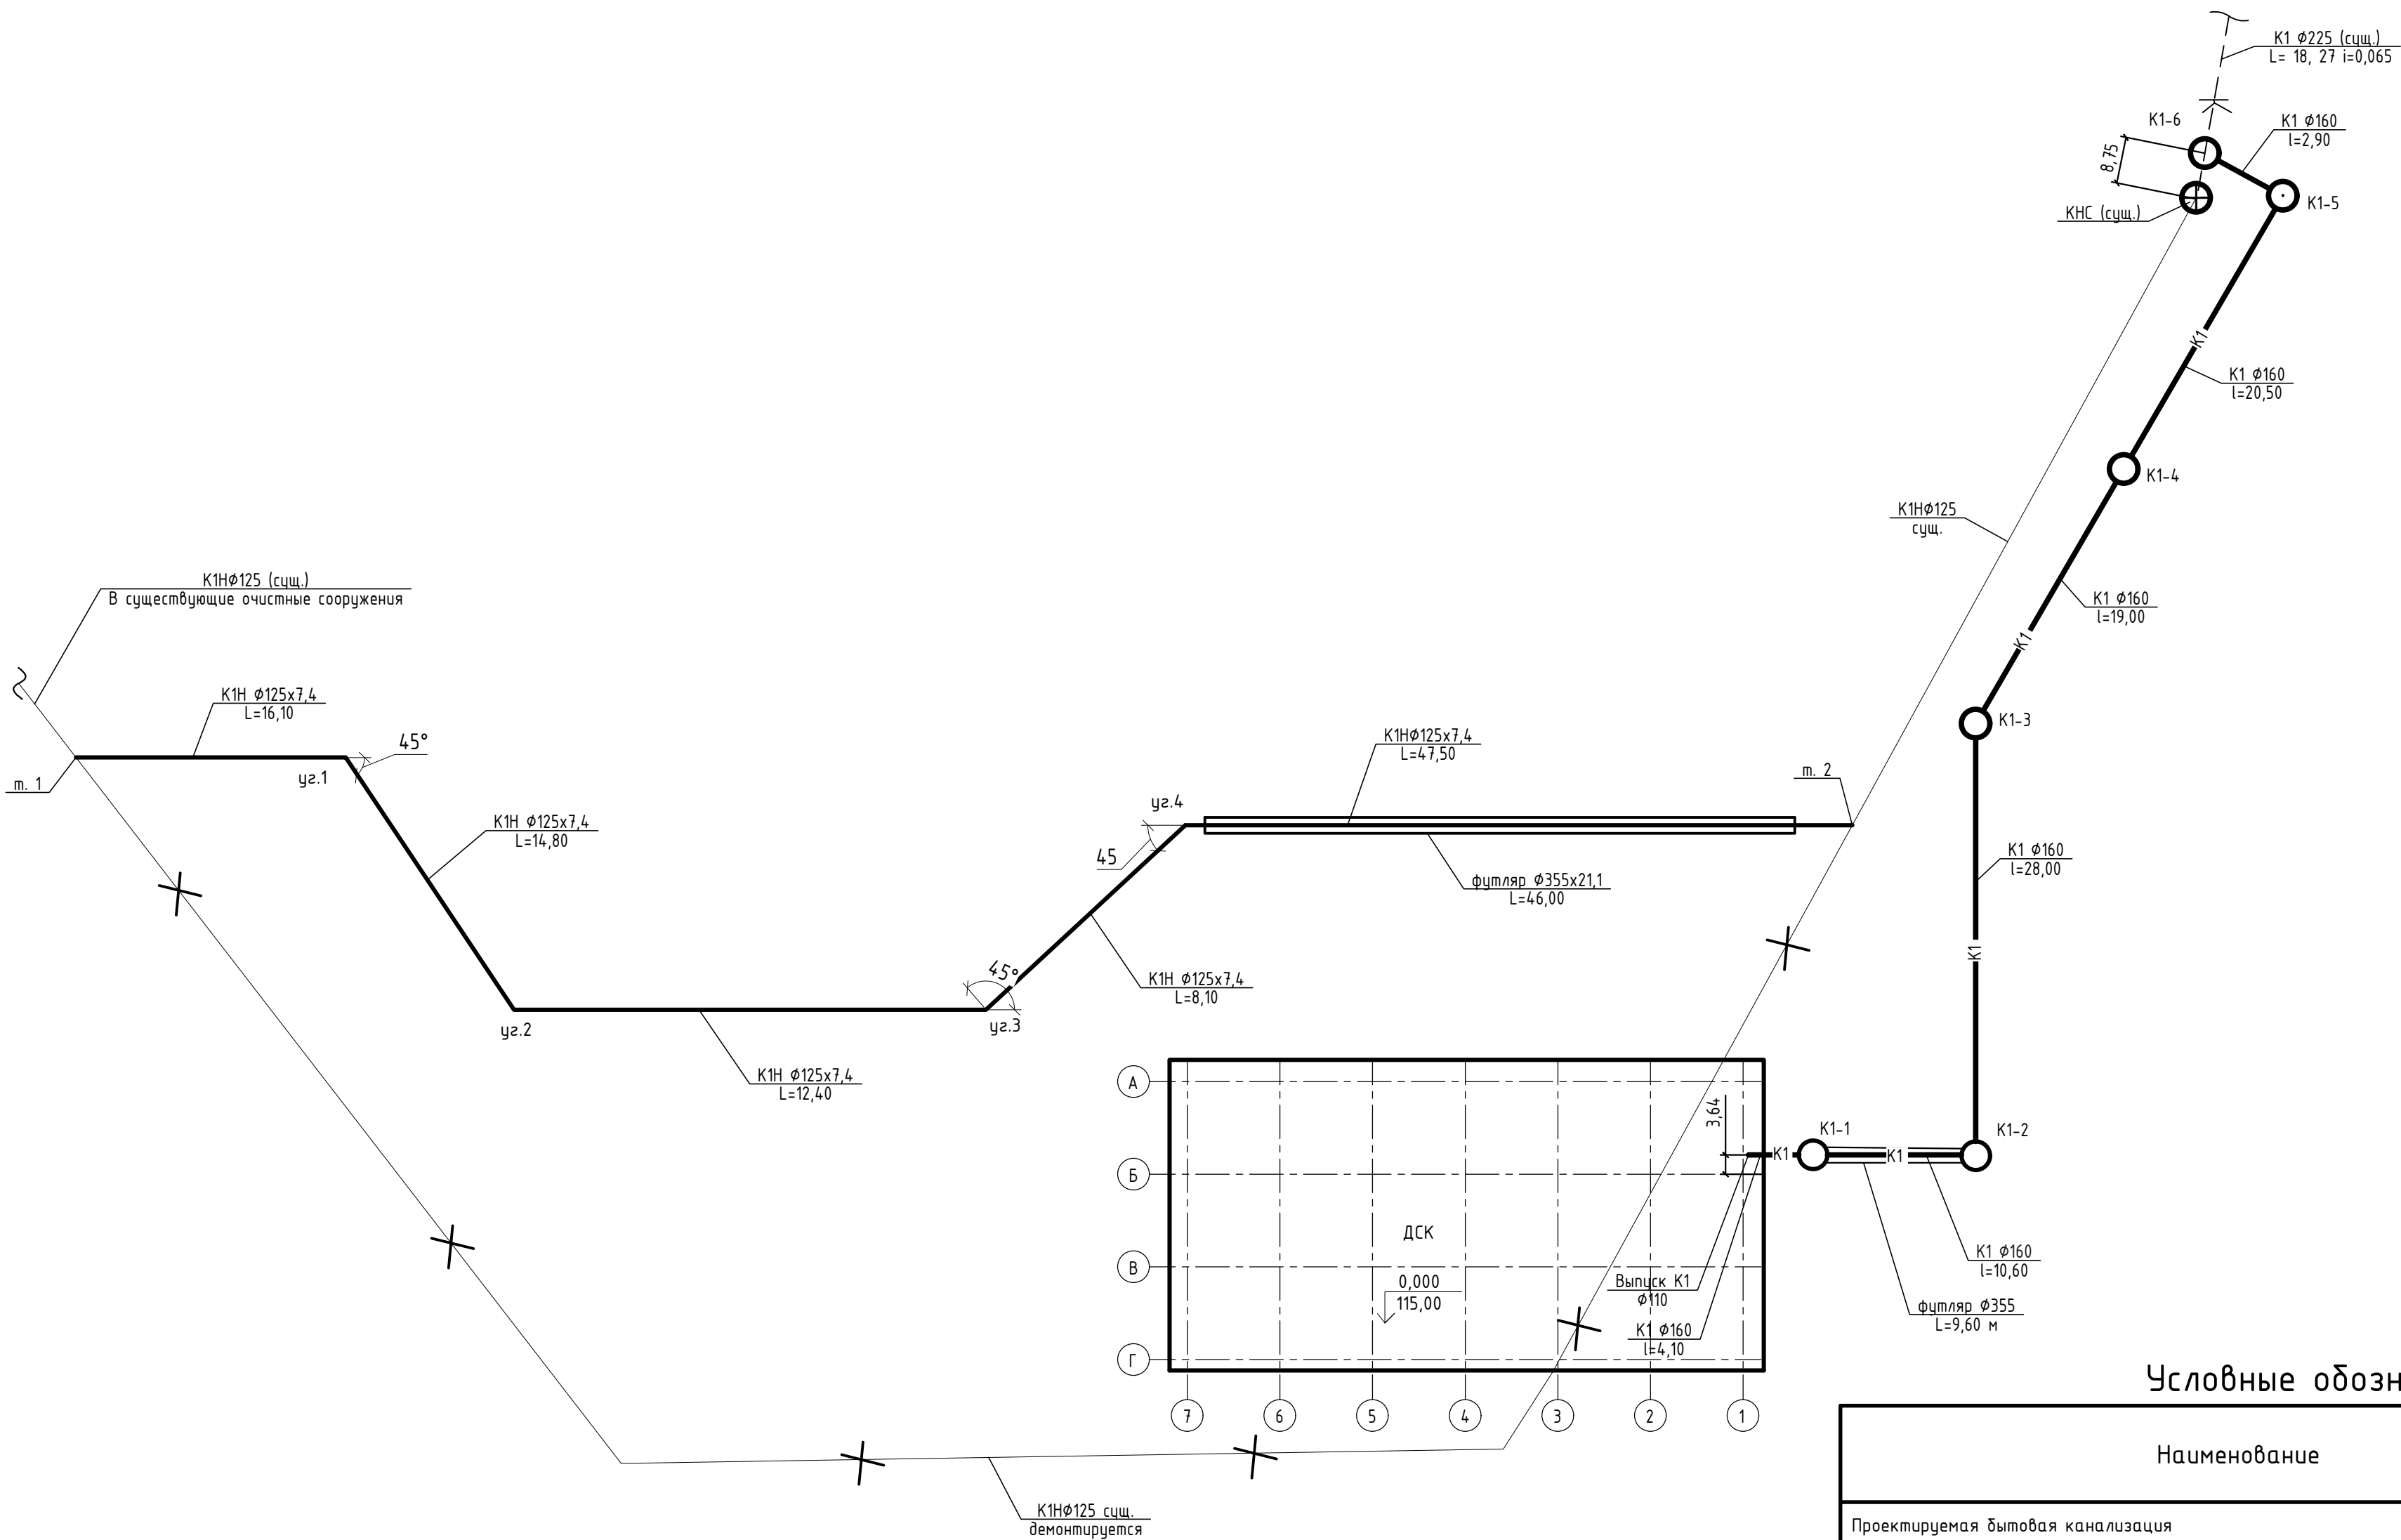 К1 Ф225 (сущ.)
L= 18, 27 i=0,065
К1-6
К1 Ф160
l=2,90
8,75
К1-5
КНС (сущ.)
К1
К1 Ф160
l=20,50
К1-4
К1НФ125
сущ.
К1НФ125 (сущ.)
В существующие очистные сооружения
К1 Ф160
l=19,00
К1
К1Н Ф125х7,4
L=16,10
К1-3
45°
К1НФ125х7,4
L=47,50
т. 1
уг.1
т. 2
уг.4
К1Н Ф125х7,4
L=14,80
45
К1 Ф160
l=28,00
футляр Ф355х21,1
L=46,00
К1
45°
К1Н Ф125х7,4
L=8,10
уг.2
уг.3
К1Н Ф125х7,4
L=12,40
А
3,64
К1-1
К1-2
К1
К1
Б
ДСК
К1 Ф160
l=10,60
В
0,000
115,00
Выпуск К1
Ф110
футляр Ф355
L=9,60 м
К1 Ф160
l=4,10
Г
Условные обозн
7
6
5
4
3
2
1
Наименование
К1НФ125 сущ.
демонтируется
Проектируемая бытовая канализация